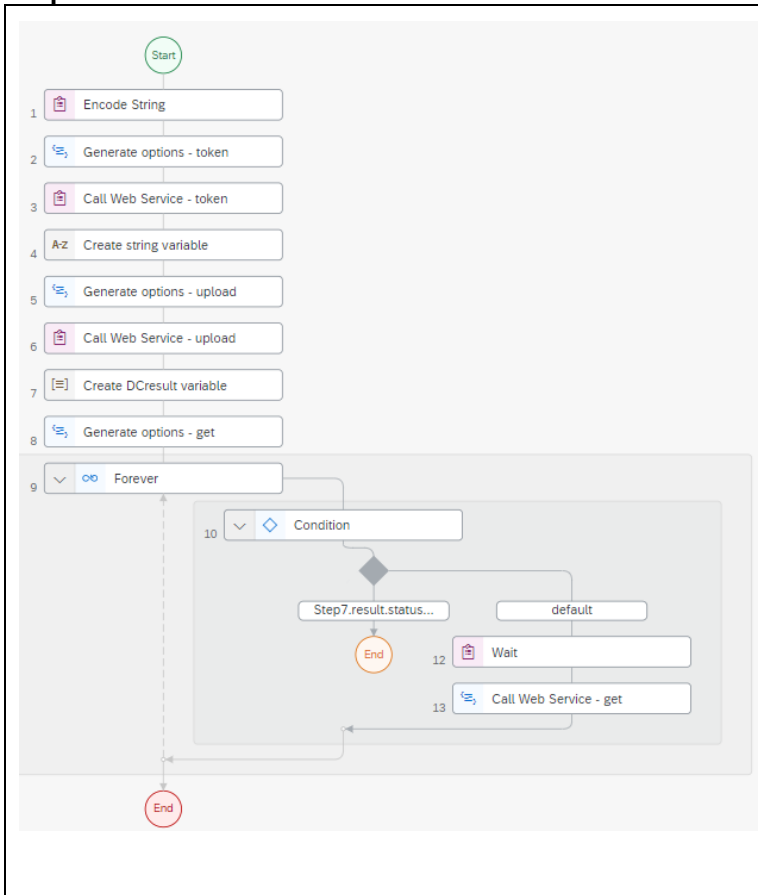 Start
1 Encode String
2 Generate options - token
3 Call Web Service - token
4 A-Z Create string variable
5 Generate options - upload
6 Call Web Service - upload
7 Create DCresult variable
8 Generate options - get
9 Forever
10 Condition
Step7.result.status... default
End
12 Wait
13 Call Web Service - get
End